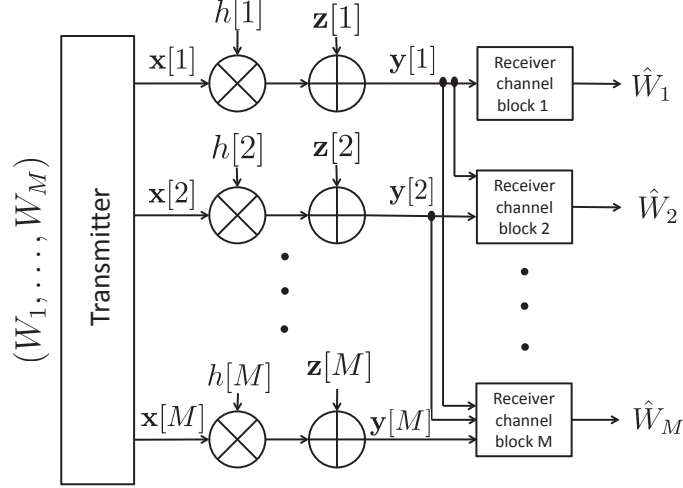 (W_1, . . . , W_M)
Transmitter
h[1]
z[1]
x[1]
y[1]
Receiver
channel
block 1
Ŵ_1
h[2]
z[2]
x[2]
y[2]
Receiver
channel
block 2
Ŵ_2
h[M]
z[M]
x[M]
y[M]
Receiver
channel
block M
Ŵ_M